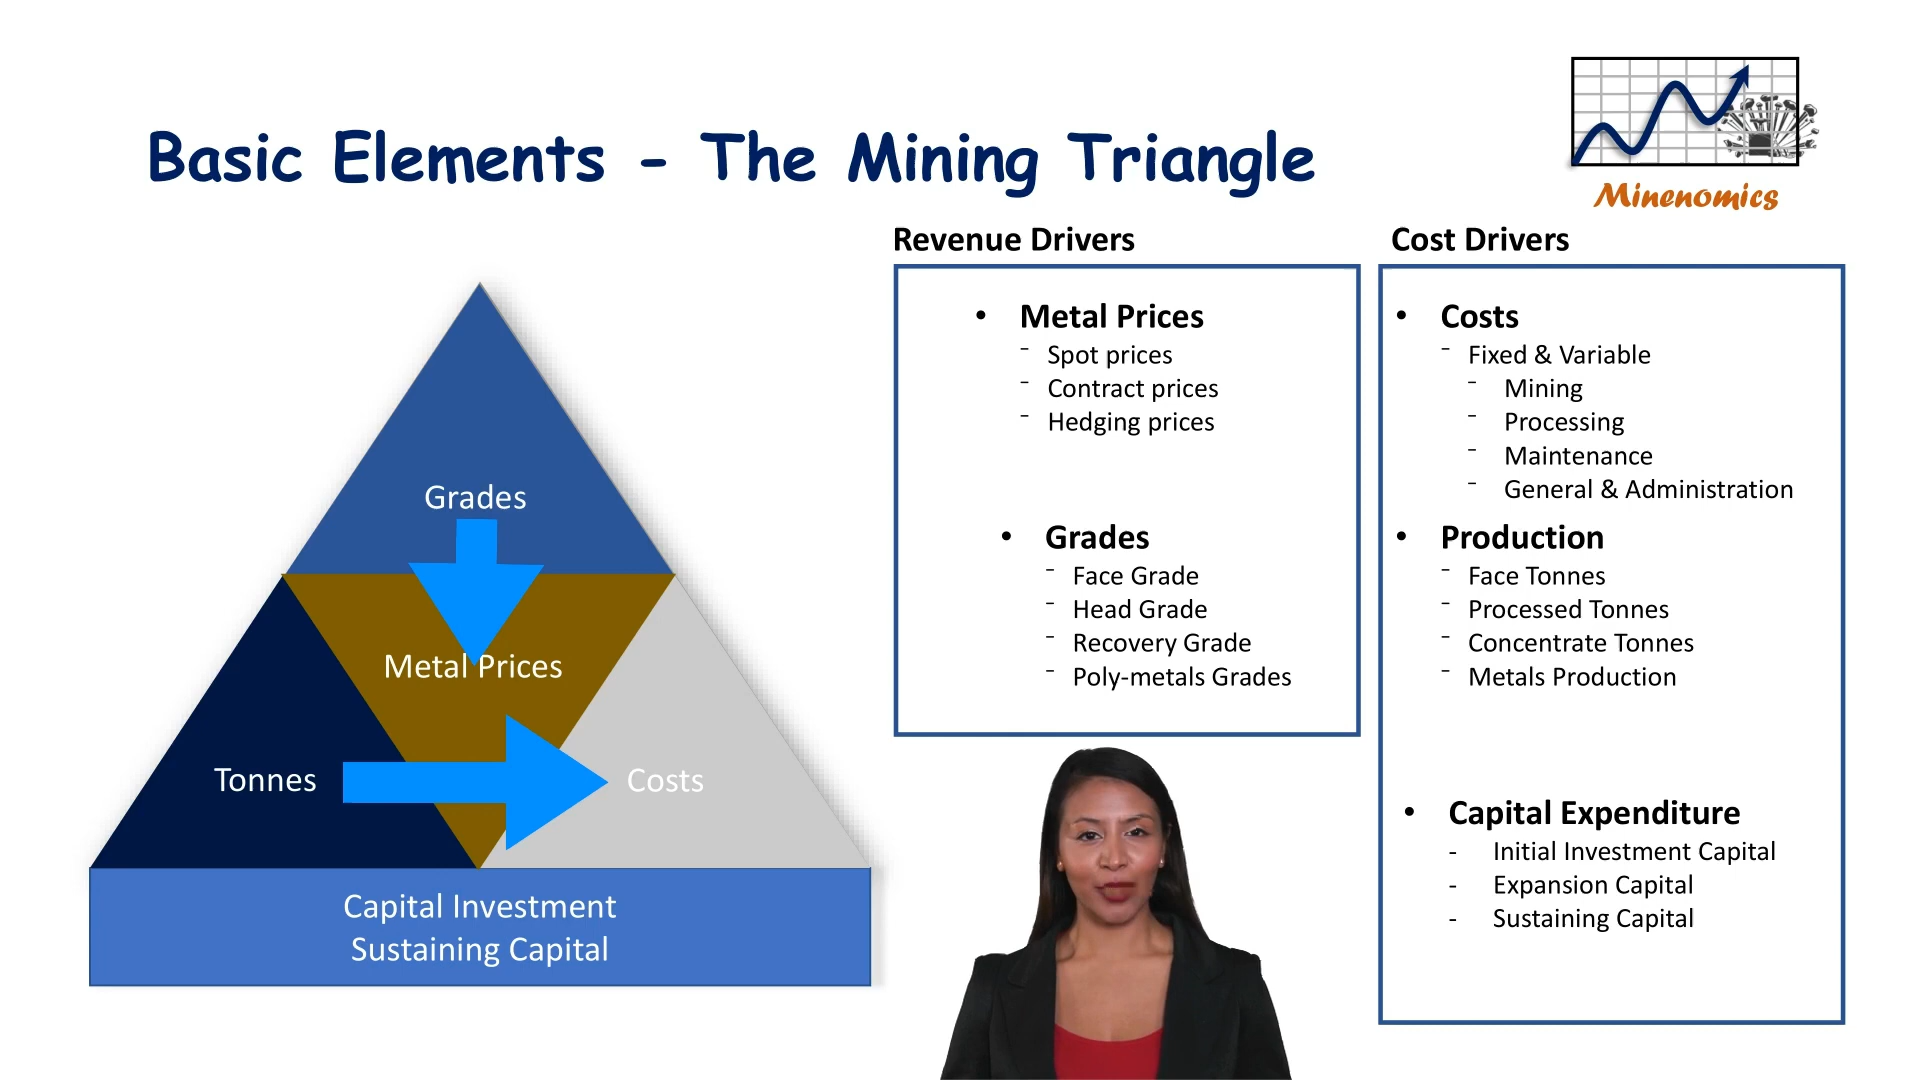 Basic Elements - The Mining Triangle
Minenomics
Grades
Metal Prices
Tonnes
Costs
Capital Investment
Sustaining Capital
Revenue Drivers
• Metal Prices
- Spot prices
- Contract prices
- Hedging prices
• Grades
- Face Grade
- Head Grade
- Recovery Grade
- Poly-metals Grades
Cost Drivers
• Costs
- Fixed & Variable
- Mining
- Processing
- Maintenance
- General & Administration
• Production
- Face Tonnes
- Processed Tonnes
- Concentrate Tonnes
- Metals Production
• Capital Expenditure
- Initial Investment Capital
- Expansion Capital
- Sustaining Capital